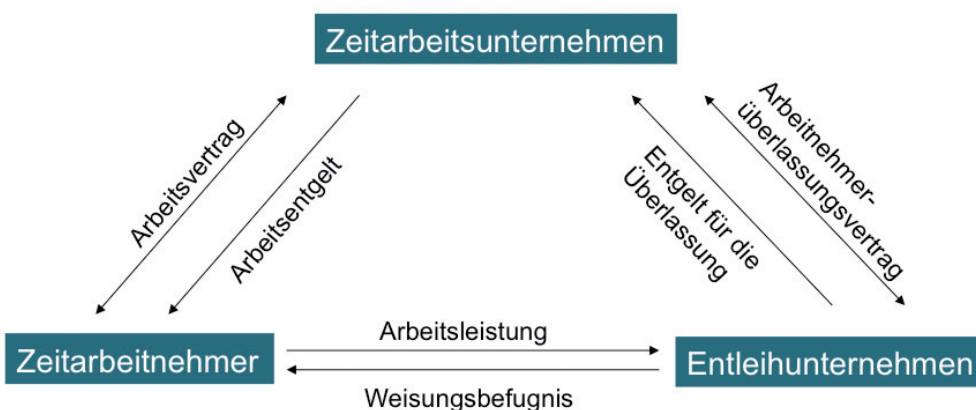 Zeitarbeitsunternehmen
Arbeitsvertrag
Arbeitsentgelt
Entgelt für die
Überlassung
Arbeitnehmer-
überlassungsvertrag
Zeitarbeitnehmer
Arbeitsleistung
Weisungsbefugnis
Entleihunternehmen